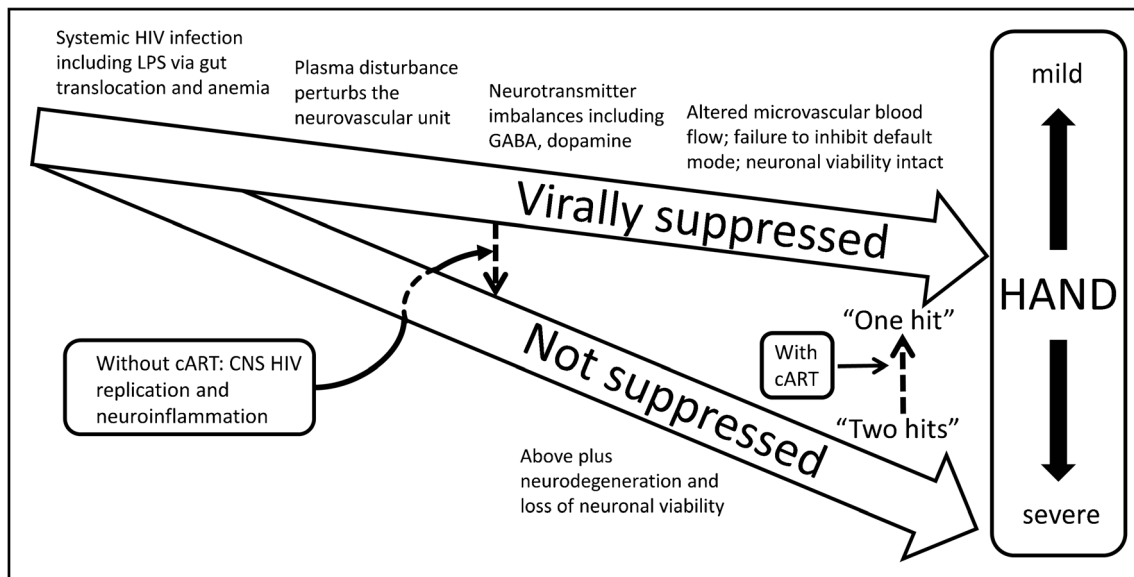 Systemic HIV infection
including LPS via gut
translocation and anemia
Plasma disturbance
perturbs the
neurovascular unit
Neurotransmitter
imbalances including
GABA, dopamine
Altered microvascular blood
flow; failure to inhibit default
mode; neuronal viability intact
Virally suppressed
Not suppressed
Without cART: CNS HIV
replication and
neuroinflammation
Above plus
neurodegeneration and
loss of neuronal viability
With
cART
“One hit”
“Two hits”
mild
HAND
severe